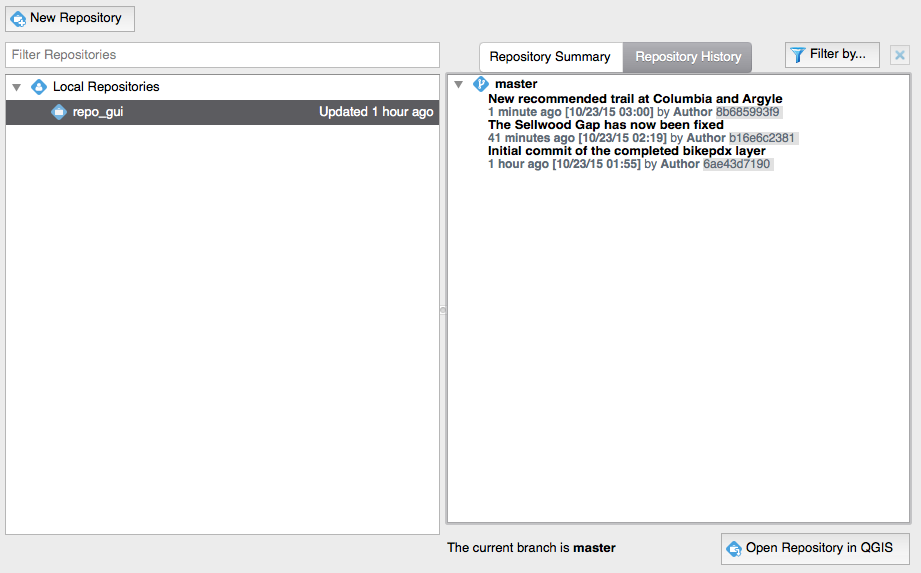 New Repository
Filter Repositories
Local Repositories
repo_gui Updated 1 hour ago
Repository Summary Repository History Filter by...
master
New recommended trail at Columbia and Argyle
1 minute ago [10/23/15 03:00] by Author 8b685993f9
The Sellwood Gap has now been fixed
41 minutes ago [10/23/15 02:19] by Author b16e6c2381
Initial commit of the completed bikepdx layer
1 hour ago [10/23/15 01:55] by Author 6ae43d7190
The current branch is master
Open Repository in QGIS